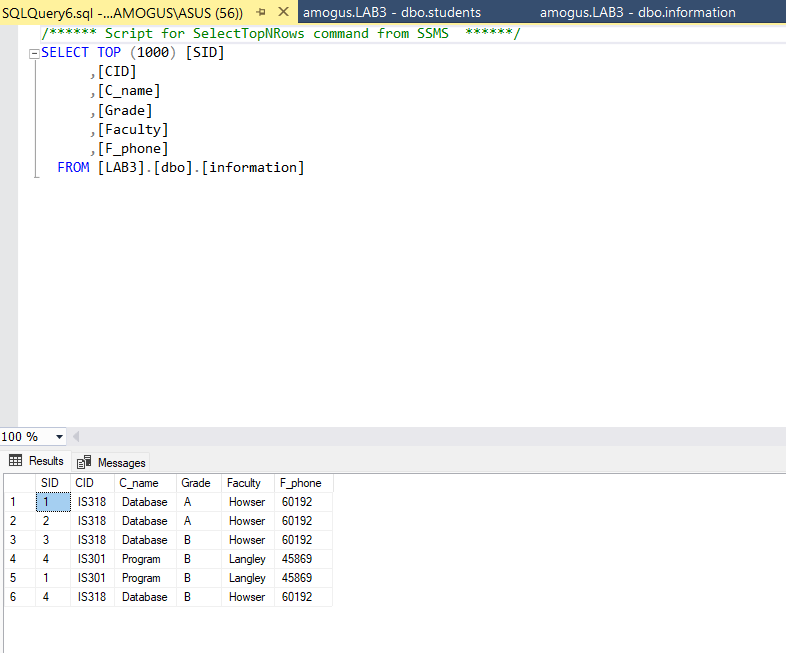 SQLQuery6.sql -...AMOGUS\ASUS (56)) amogus.LAB3 - dbo.students amogus.LAB3 - dbo.information
/****** Script for SelectTopNRows command from SSMS  ******/
SELECT TOP (1000) [SID]
,[CID]
,[C_name]
,[Grade]
,[Faculty]
,[F_phone]
FROM [LAB3].[dbo].[information]
100 %
Results Messages
SID CID C_name Grade Faculty F_phone
1 1 IS318 Database A Howser 60192
2 2 IS318 Database A Howser 60192
3 3 IS318 Database B Howser 60192
4 4 IS301 Program B Langley 45869
5 1 IS301 Program B Langley 45869
6 4 IS318 Database B Howser 60192